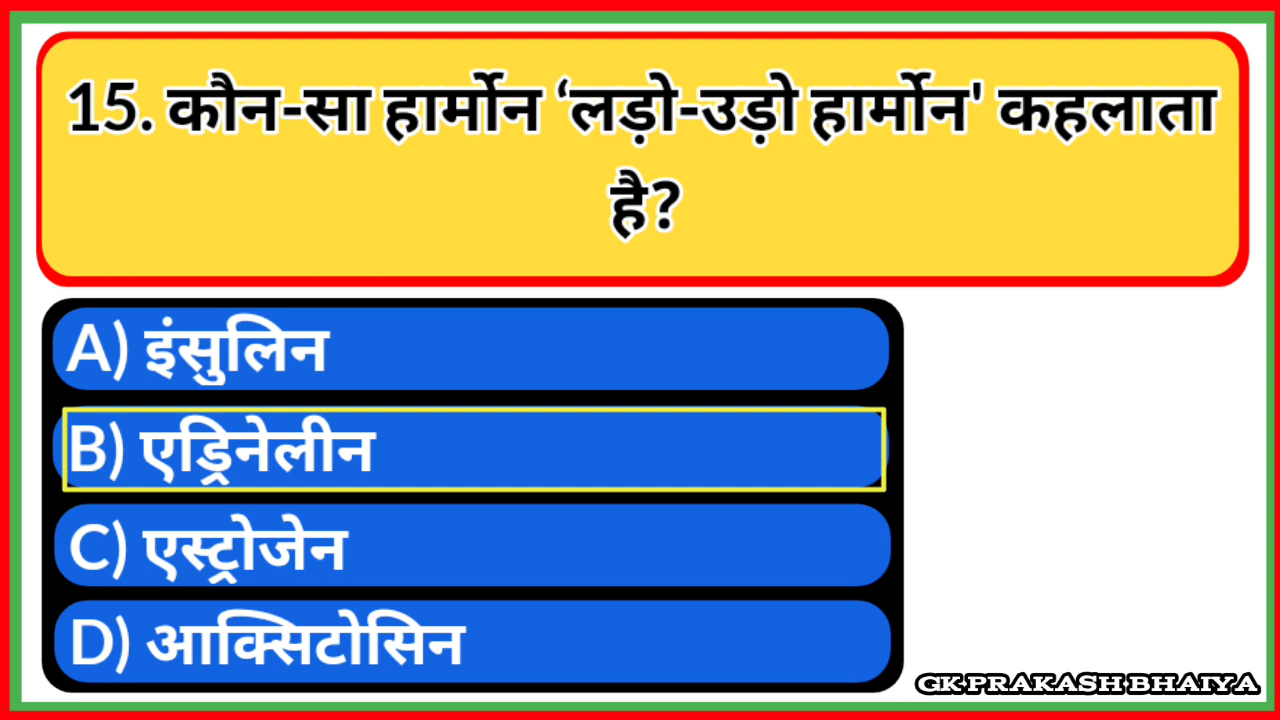 15. कौन-सा हार्मोन ‘लड़ो-उड़ो हार्मोन' कहलाता
है?
A) इंसुलिन
B) एड्रिनेलीन
C) एस्ट्रोजेन
D) आक्सिटोसिन
GK PRAKASH BHAIYA